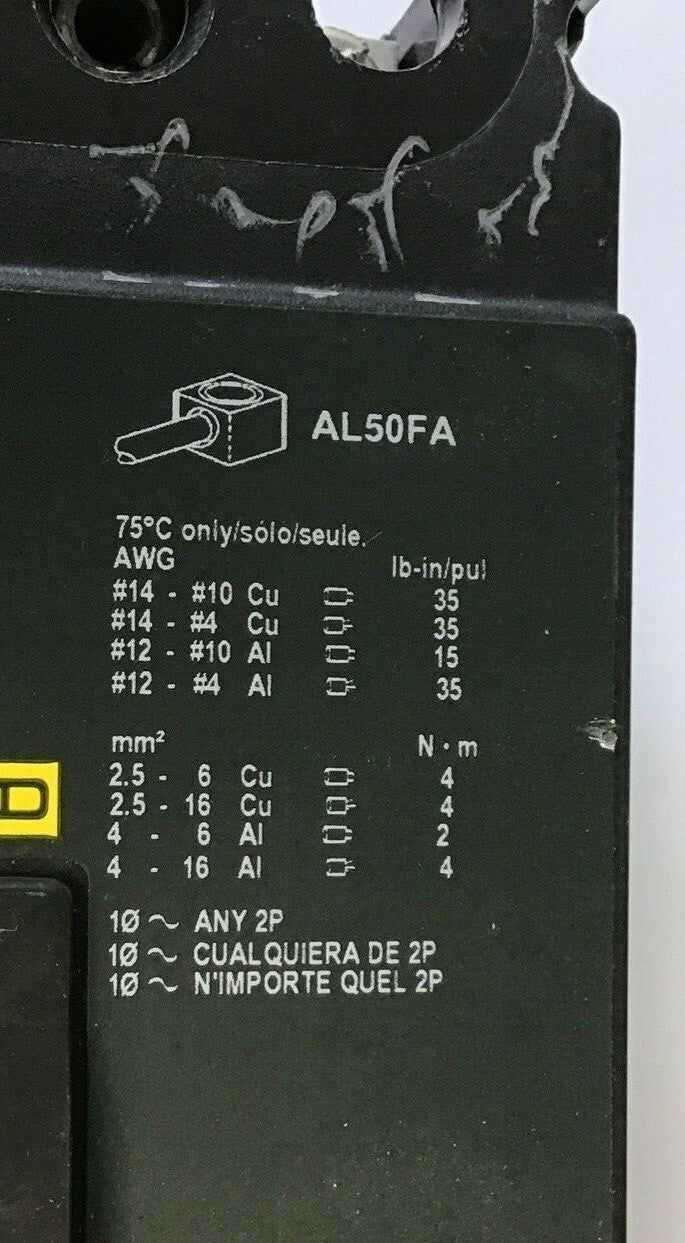 AL50FA
75°C only/sólo/seule.
AWG lb-in/pul
#14 - #10 Cu 35
#14 - #4 Cu 35
#12 - #10 Al 15
#12 - #4 Al 35
mm² N·m
2.5 - 6 Cu 4
2.5 - 16 Cu 4
4 - 6 Al 2
4 - 16 Al 4
1Ø ~ ANY 2P
1Ø ~ CUALQUIERA DE 2P
1Ø ~ N'IMPORTE QUEL 2P